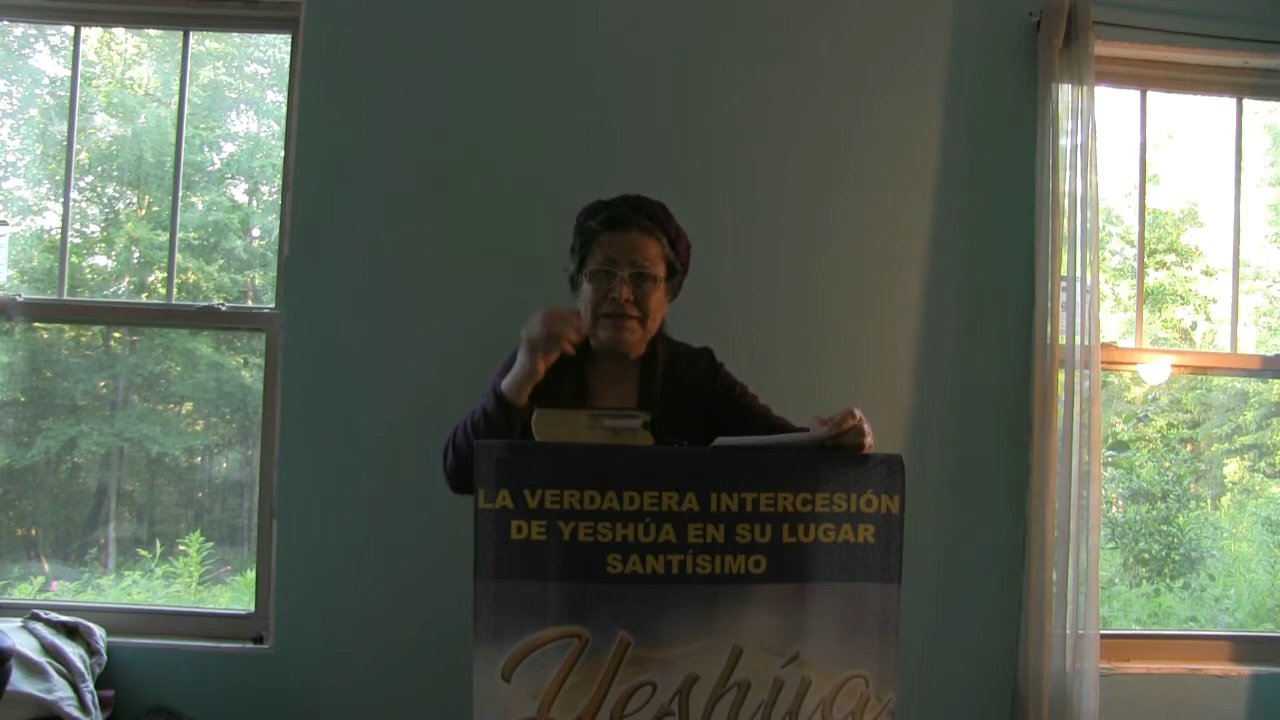 LA VERDADERA INTERCESIÓN
DE YESHÚA EN SU LUGAR
SANTÍSIMO
Yeshúa